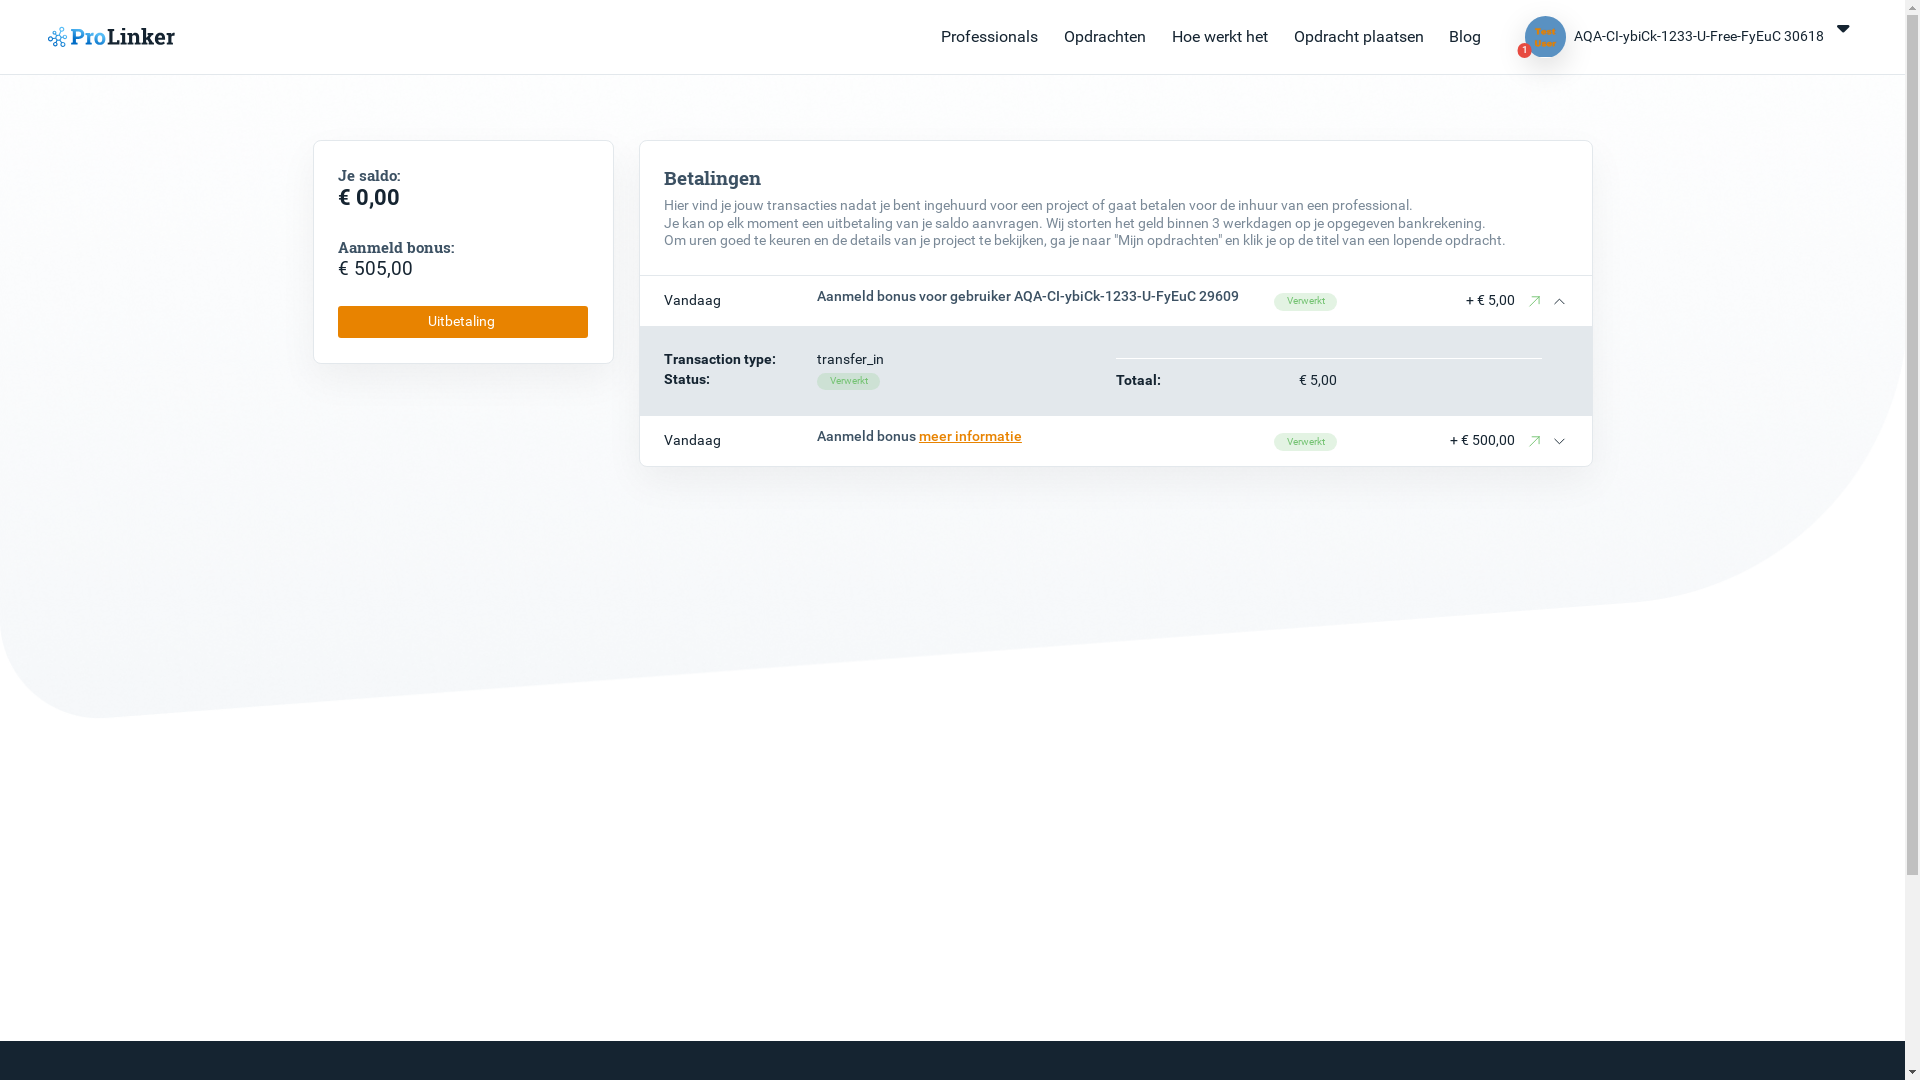 ProLinker
Professionals
Opdrachten
Hoe werkt het
Opdracht plaatsen
Blog
Test
User
1
AQA-CI-ybiCk-1233-U-Free-FyEuC 30618
Je saldo:
€ 0,00
Aanmeld bonus:
€ 505,00
Uitbetaling
Betalingen
Hier vind je jouw transacties nadat je bent ingehuurd voor een project of gaat betalen voor de inhuur van een professional.
Je kan op elk moment een uitbetaling van je saldo aanvragen. Wij storten het geld binnen 3 werkdagen op je opgegeven bankrekening.
Om uren goed te keuren en de details van je project te bekijken, ga je naar "Mijn opdrachten" en klik je op de titel van een lopende opdracht.
Vandaag
Aanmeld bonus voor gebruiker AQA-CI-ybiCk-1233-U-FyEuC 29609
Verwerkt
+ € 5,00
Transaction type:
transfer_in
Status:
Verwerkt
Totaal:
€ 5,00
Vandaag
Aanmeld bonus meer informatie
Verwerkt
+ € 500,00